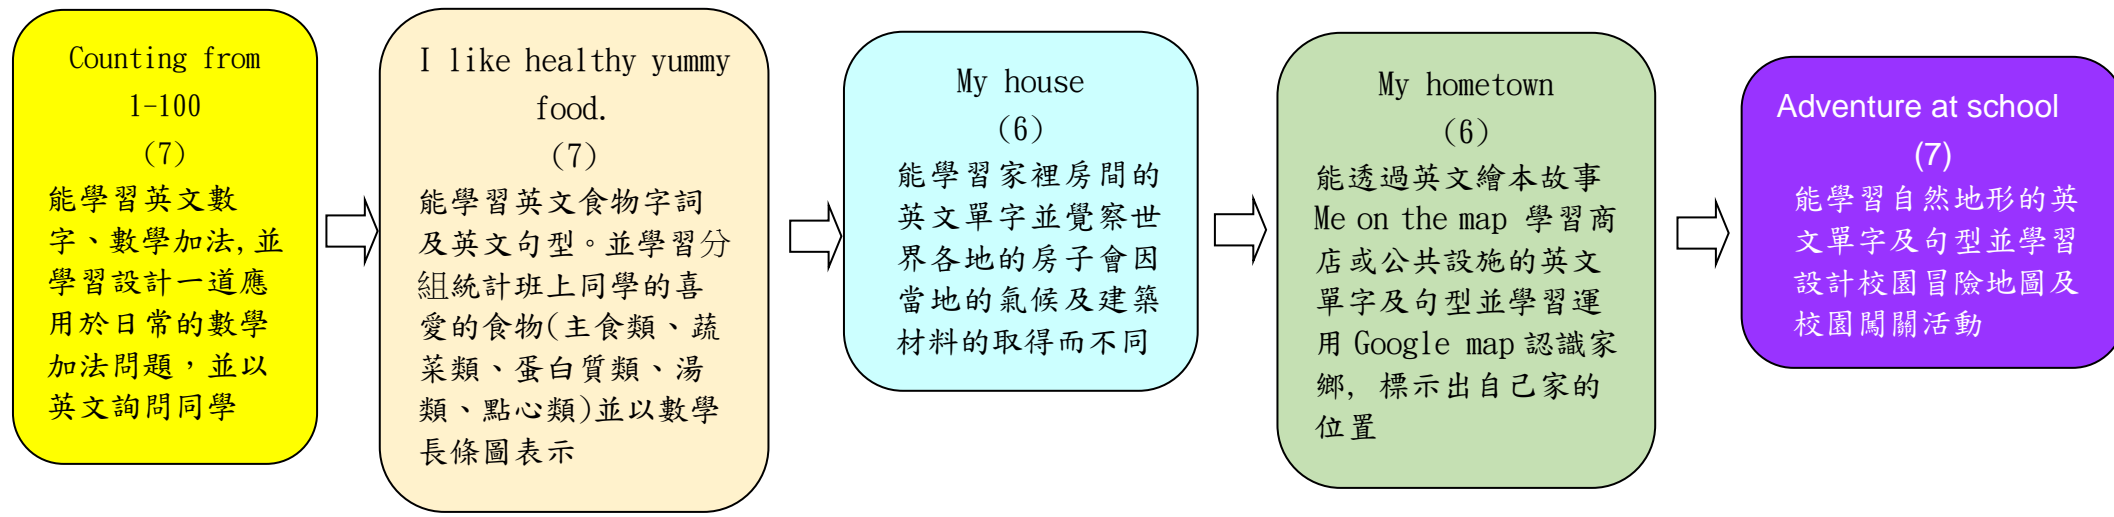 Counting from
1-100
(7)
能學習英文數
字、數學加法,並
學習設計一道應
用於日常的數學
加法問題，並以
英文詢問同學
I like healthy yummy
food.
(7)
能學習英文食物字詞
及英文句型。並學習分
組統計班上同學的喜
愛的食物(主食類、蔬
菜類、蛋白質類、湯
類、點心類)並以數學
長條圖表示
My house
(6)
能學習家裡房間的
英文單字並覺察世
界各地的房子會因
當地的氣候及建築
材料的取得而不同
My hometown
(6)
能透過英文繪本故事
Me on the map 學習商
店或公共設施的英文
單字及句型並學習運
用 Google map 認識家
鄉, 標示出自己家的
位置
Adventure at school
(7)
能學習自然地形的英
文單字及句型並學習
設計校園冒險地圖及
校園闖關活動